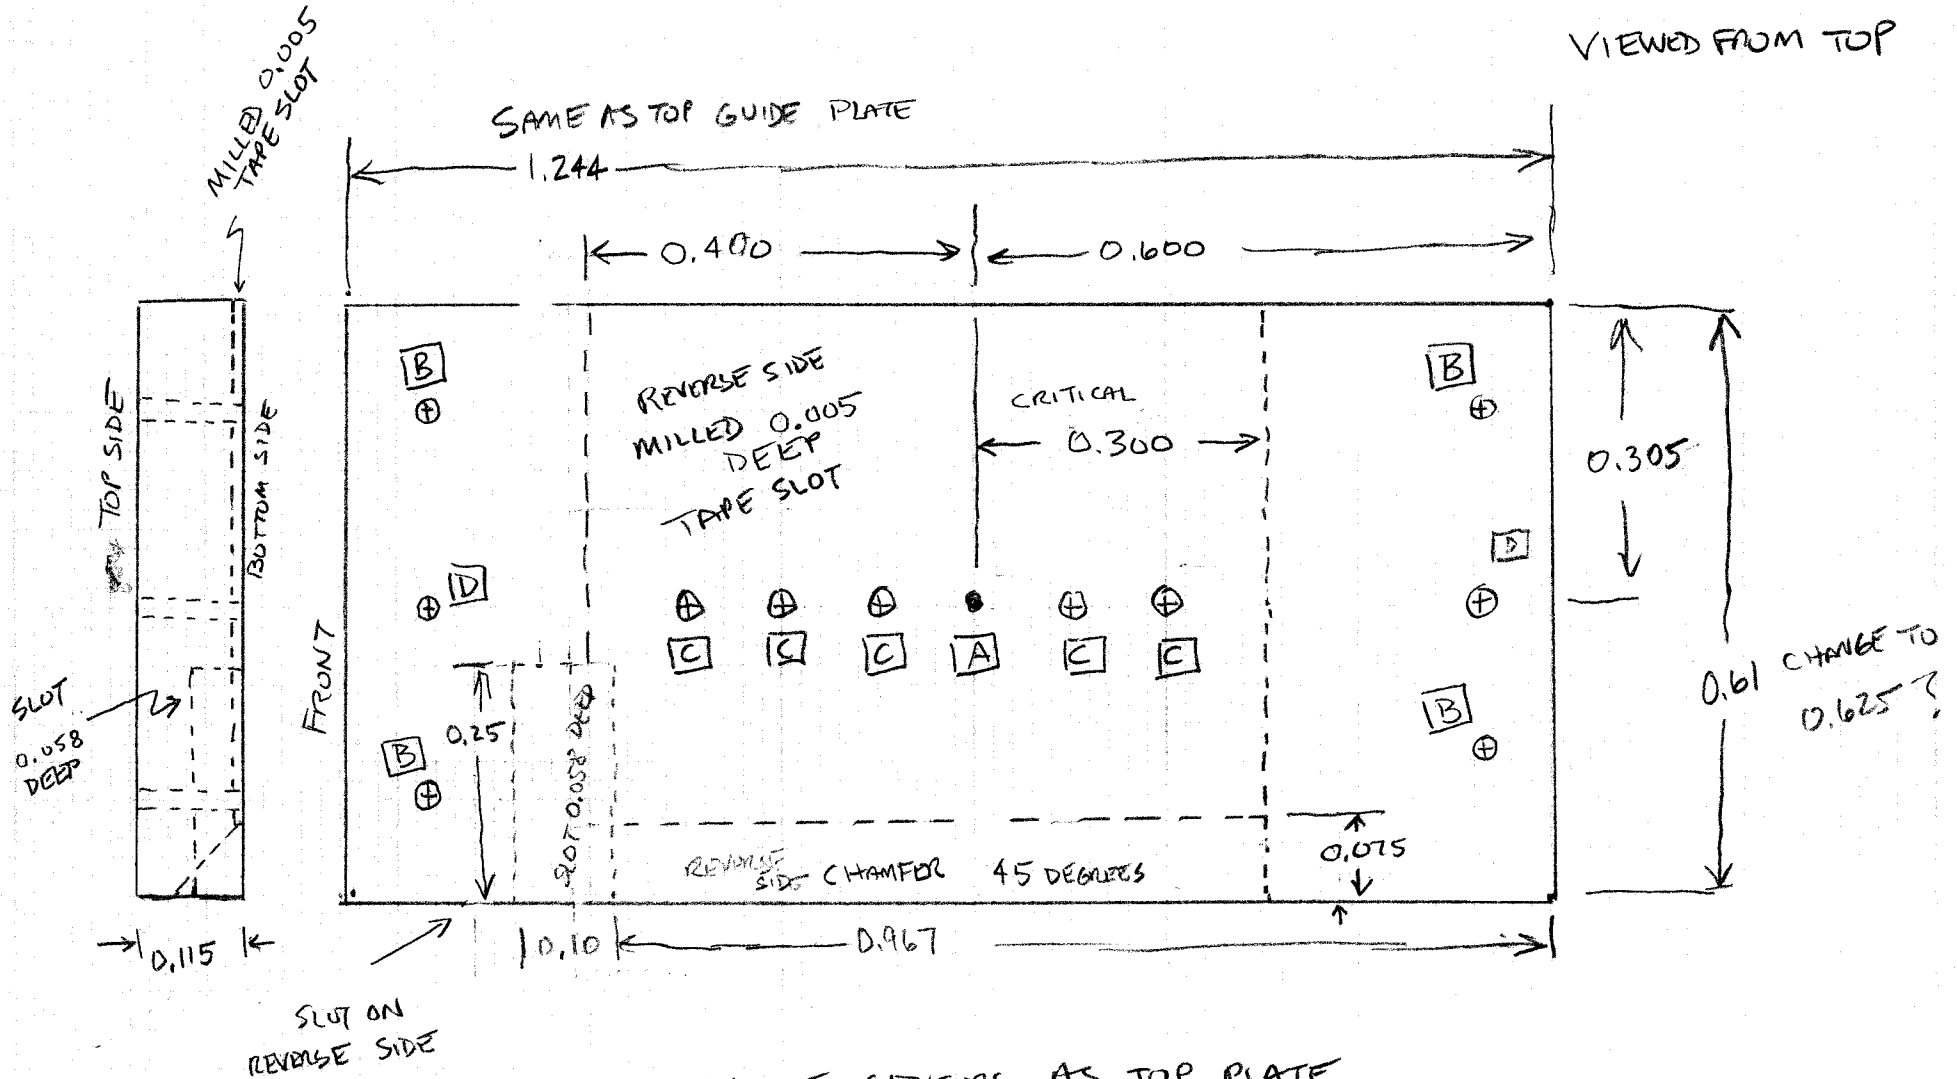 VIEWED FROM TOP
MILLED 0.005
TAPE SLOT
SAME AS TOP GUIDE PLATE
1.244
0.400
0.600
TOP SIDE
BOTTOM SIDE
SLOT
0.058
DEEP
0.115
FRONT
B
B
REVERSE SIDE
MILLED 0.005
DEEP
TAPE SLOT
CRITICAL
0.300
0.305
D
D
C
C
C
A
C
C
0.25
SLOT 0.058 DEEP
B
B
0.61 CHANGE TO
0.625 ?
0.075
REVERSE
SIDE CHAMFER 45 DEGREES
0.10
0.967
SLOT ON
REVERSE SIDE
AS TOP PLATE